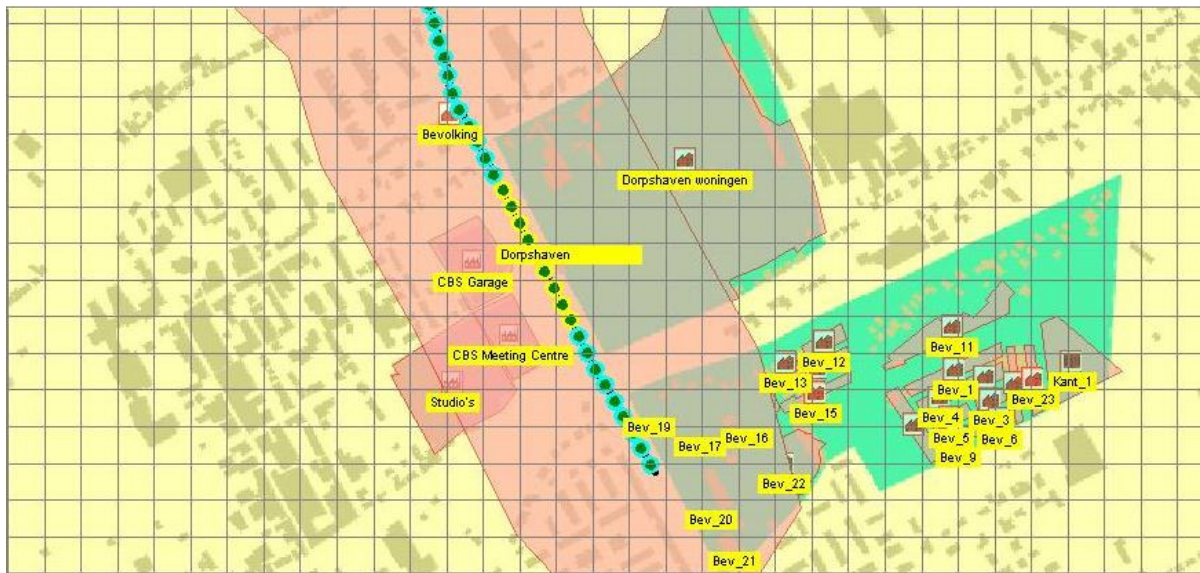 Bevolking
Dorpshaven woningen
Dorpshaven
CBS Garage
CBS Meeting Centre
Studio's
Bev_11
Bev_12
Bev_13
Bev_1
Kant_1
Bev_15
Bev_23
Bev_4
Bev_3
Bev_19
Bev_16
Bev_17
Bev_5
Bev_6
Bev_9
Bev_22
Bev_20
Bev_21